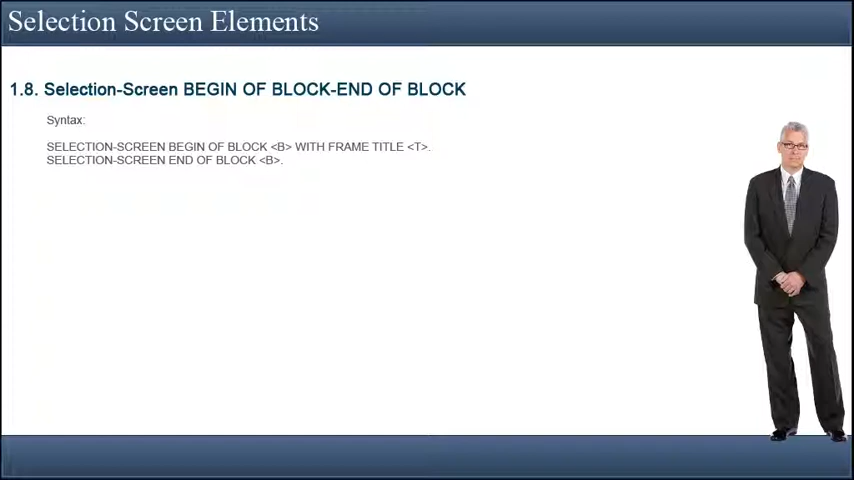 Selection Screen Elements
1.8. Selection-Screen BEGIN OF BLOCK-END OF BLOCK
Syntax:
SELECTION-SCREEN BEGIN OF BLOCK <B> WITH FRAME TITLE <T>.
SELECTION-SCREEN END OF BLOCK <B>.